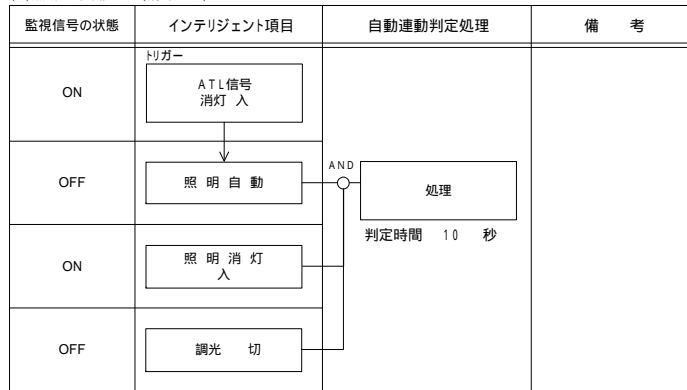 監視信号の状態 インテリジェント項目 自動連動判定処理 備 考
トリガー
ON
ATL信号
消灯 入
OFF
照 明 自 動
AND
処理
判定時間 10 秒
ON
照 明 消 灯
入
OFF
調光 切